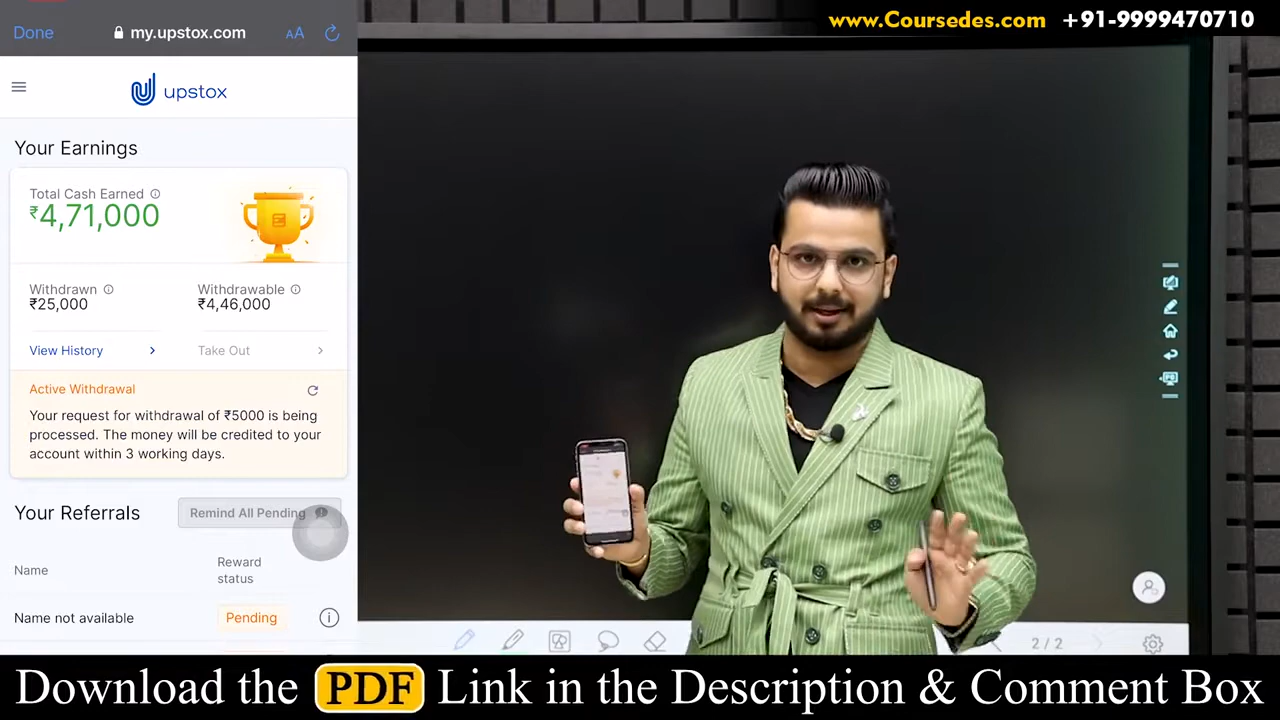 www.Coursedes.com +91-9999470710
Done my.upstox.com AA
upstox
Your Earnings
Total Cash Earned
₹4,71,000
Withdrawn Withdrawable
₹25,000 ₹4,46,000
View History Take Out
Active Withdrawal
Your request for withdrawal of ₹5000 is being
processed. The money will be credited to your
account within 3 working days.
Your Referrals Remind All Pending
Name Reward
status
Name not available Pending
2 / 2
Download the PDF Link in the Description & Comment Box